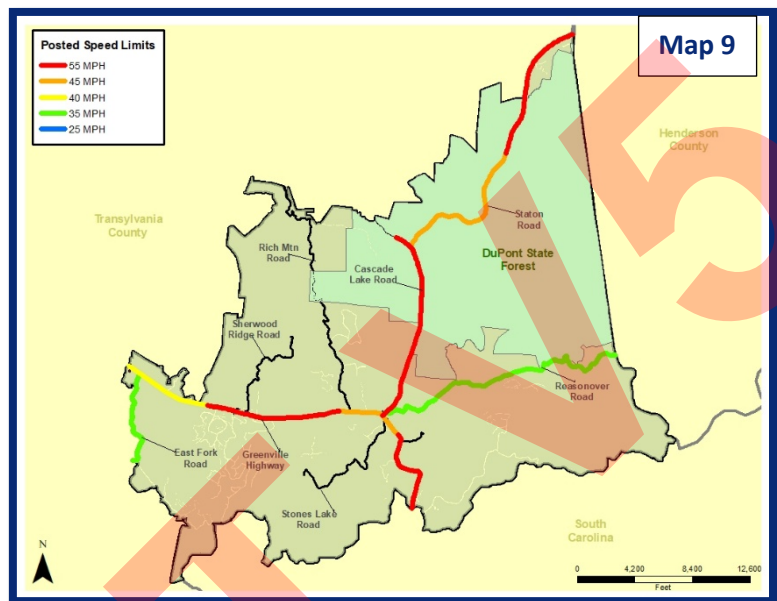 Map 9
Posted Speed Limits
55 MPH
45 MPH
40 MPH
35 MPH
25 MPH
Henderson
County
Transylvania
County
Staton
Road
Rich Mtn
Road
DuPont State
Forest
Cascade
Lake Road
Sherwood
Ridge Road
Reasonover
Road
East Fork
Road
Greenville
Highway
Stones Lake
Road
South
Carolina
N
0 4,200 8,400 12,600
Feet